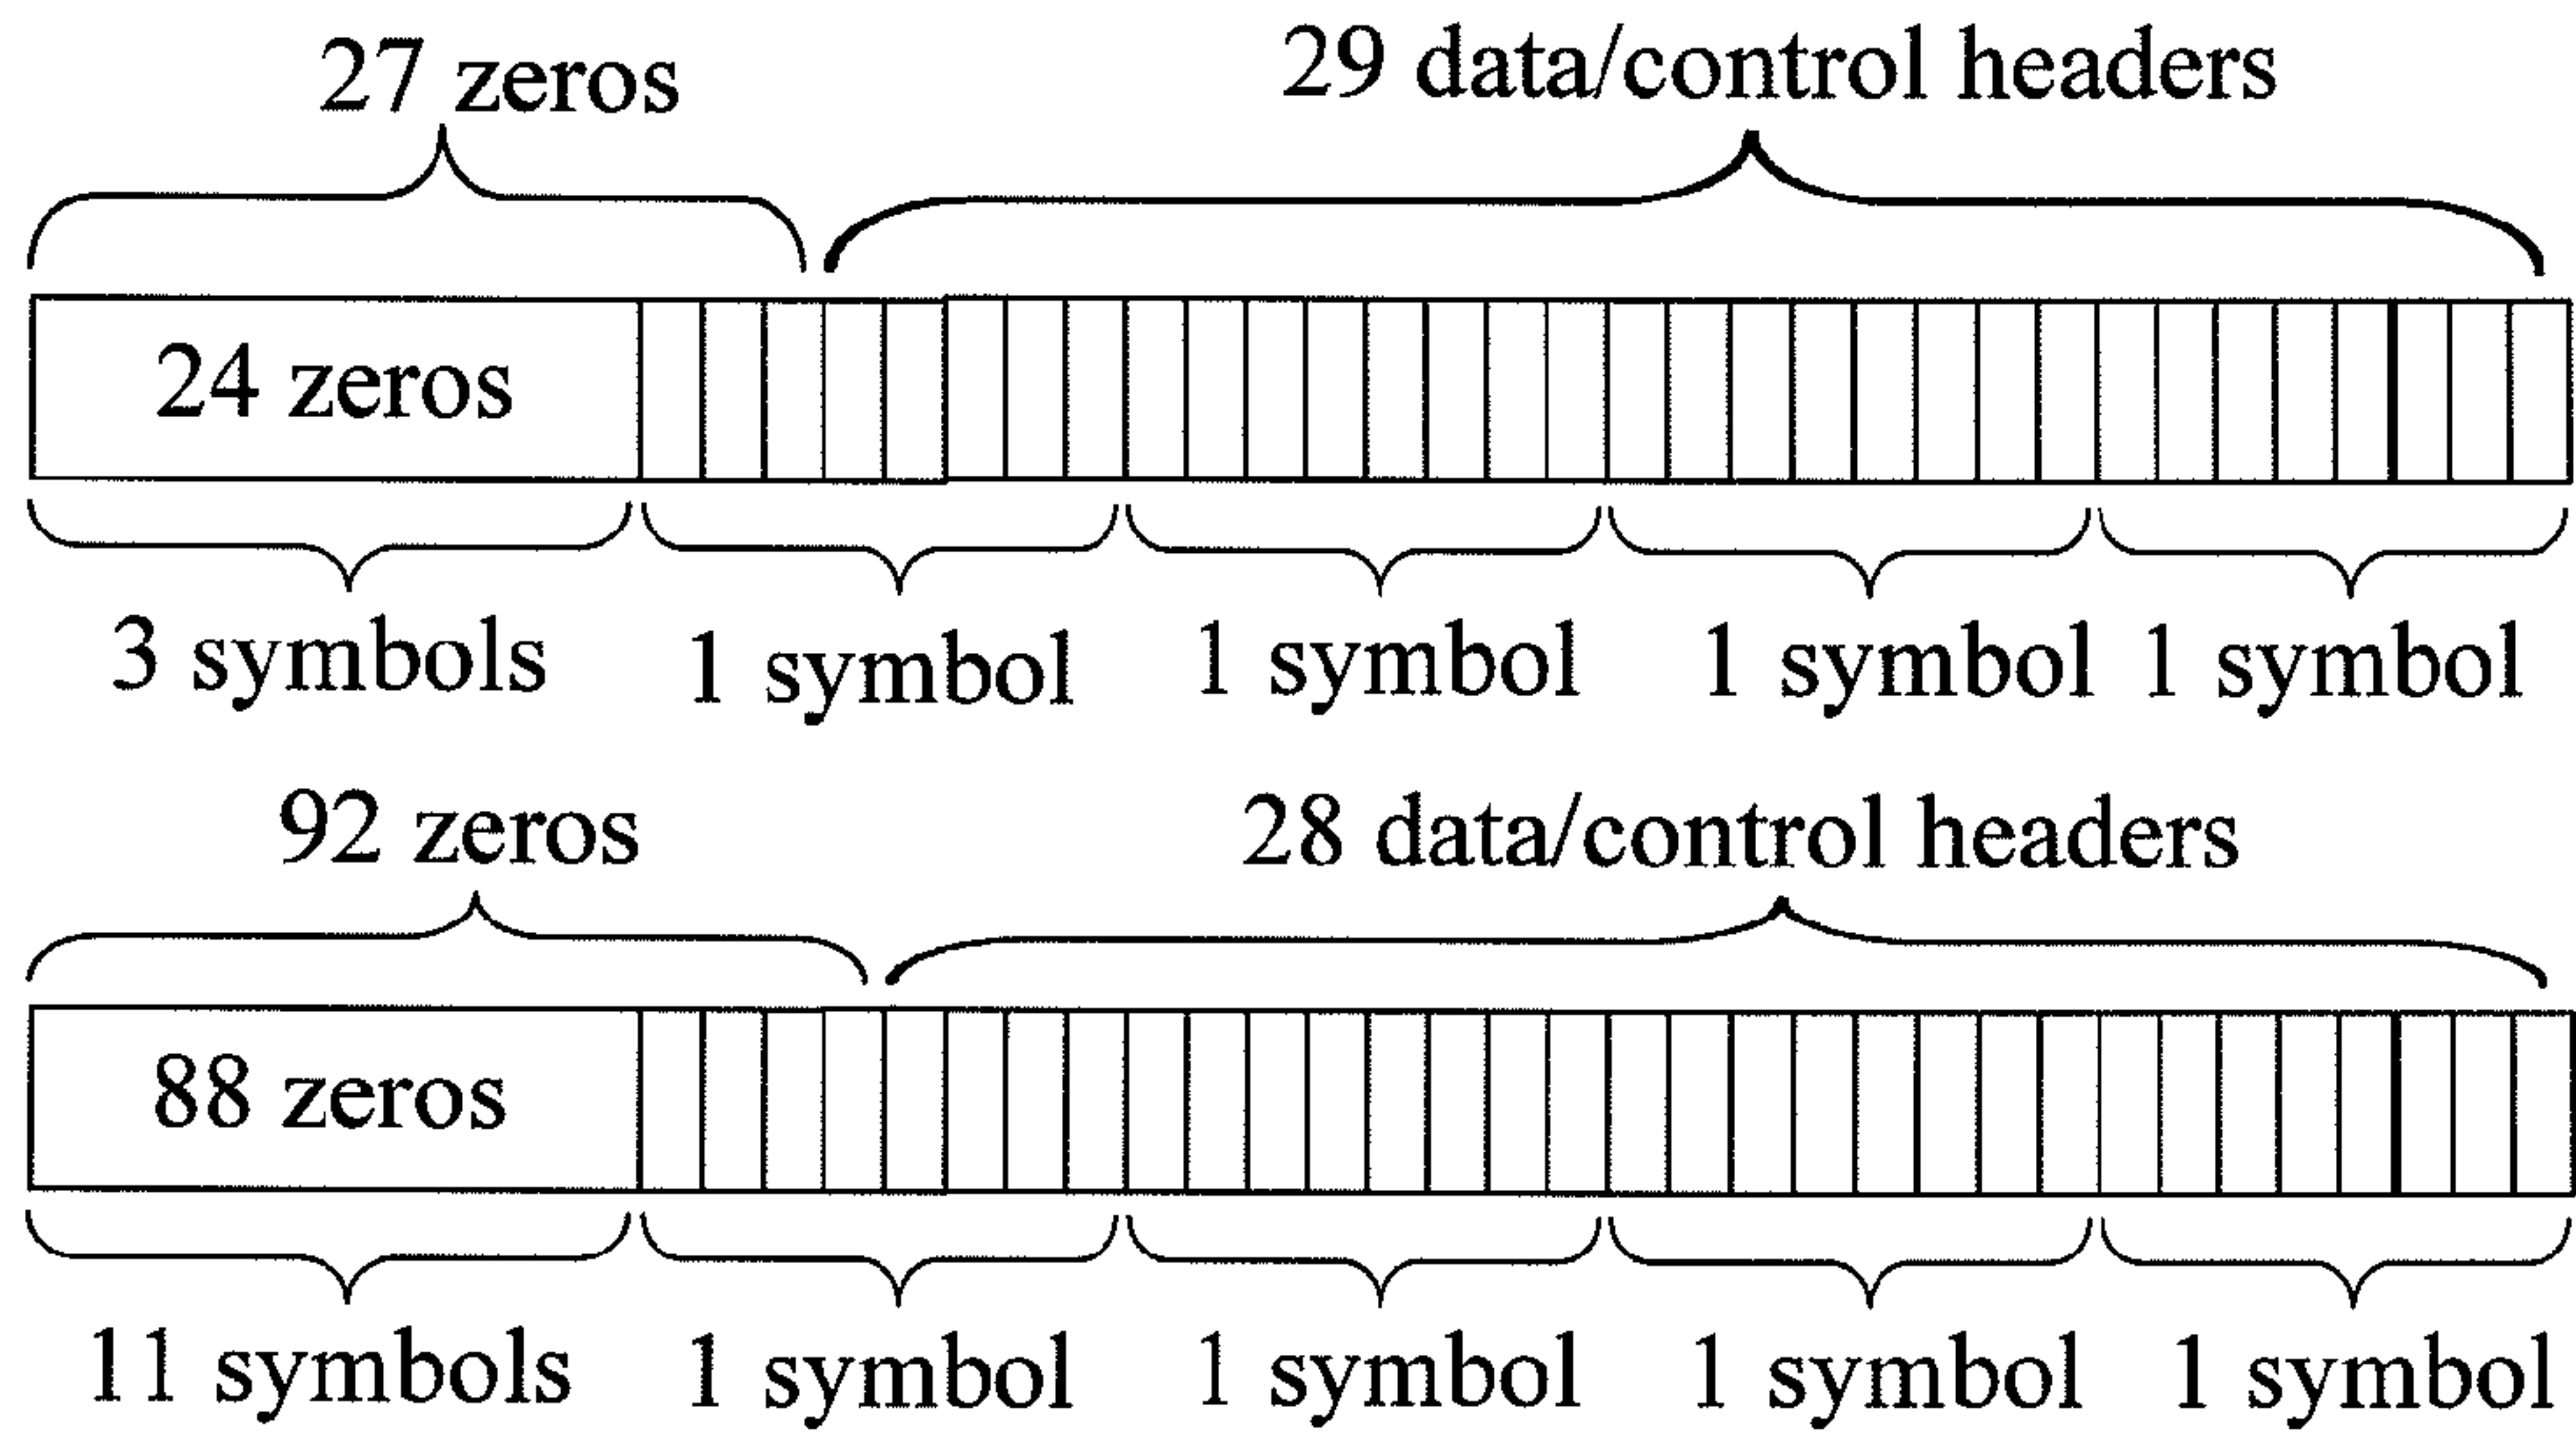 27 zeros 29 data/control headers
24 zeros
3 symbols 1 symbol 1 symbol 1 symbol 1 symbol
92 zeros 28 data/control headers
88 zeros
11 symbols 1 symbol 1 symbol 1 symbol 1 symbol